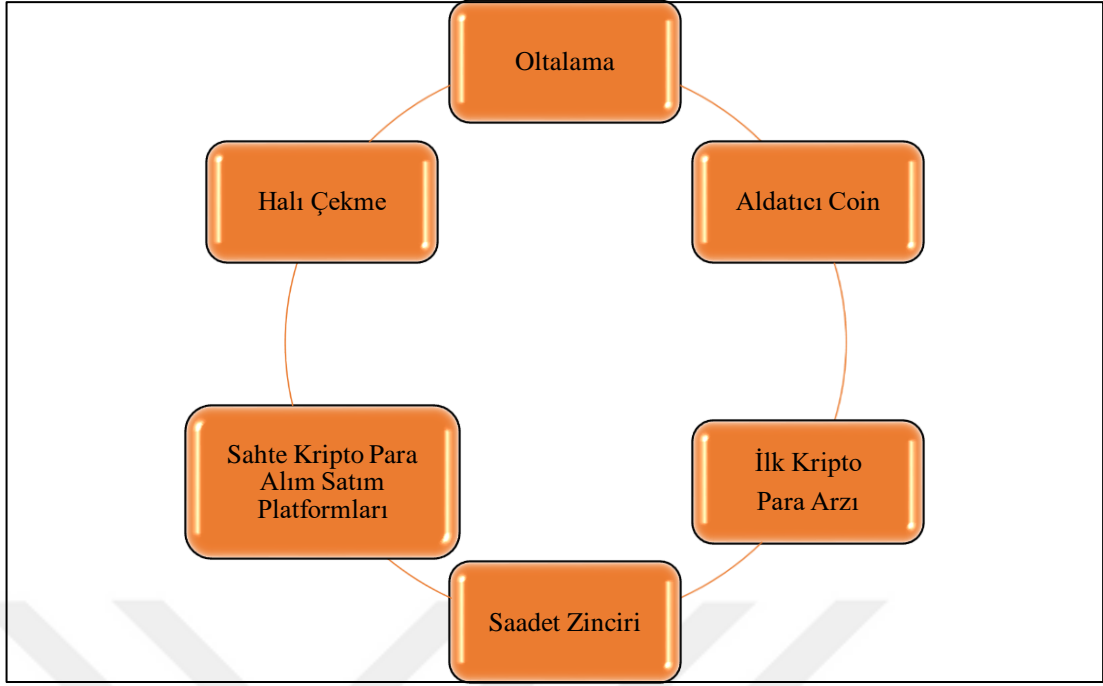 Oltalama
Aldatıcı Coin
İlk Kripto
Para Arzı
Saadet Zinciri
Sahte Kripto Para
Alım Satım
Platformları
Halı Çekme